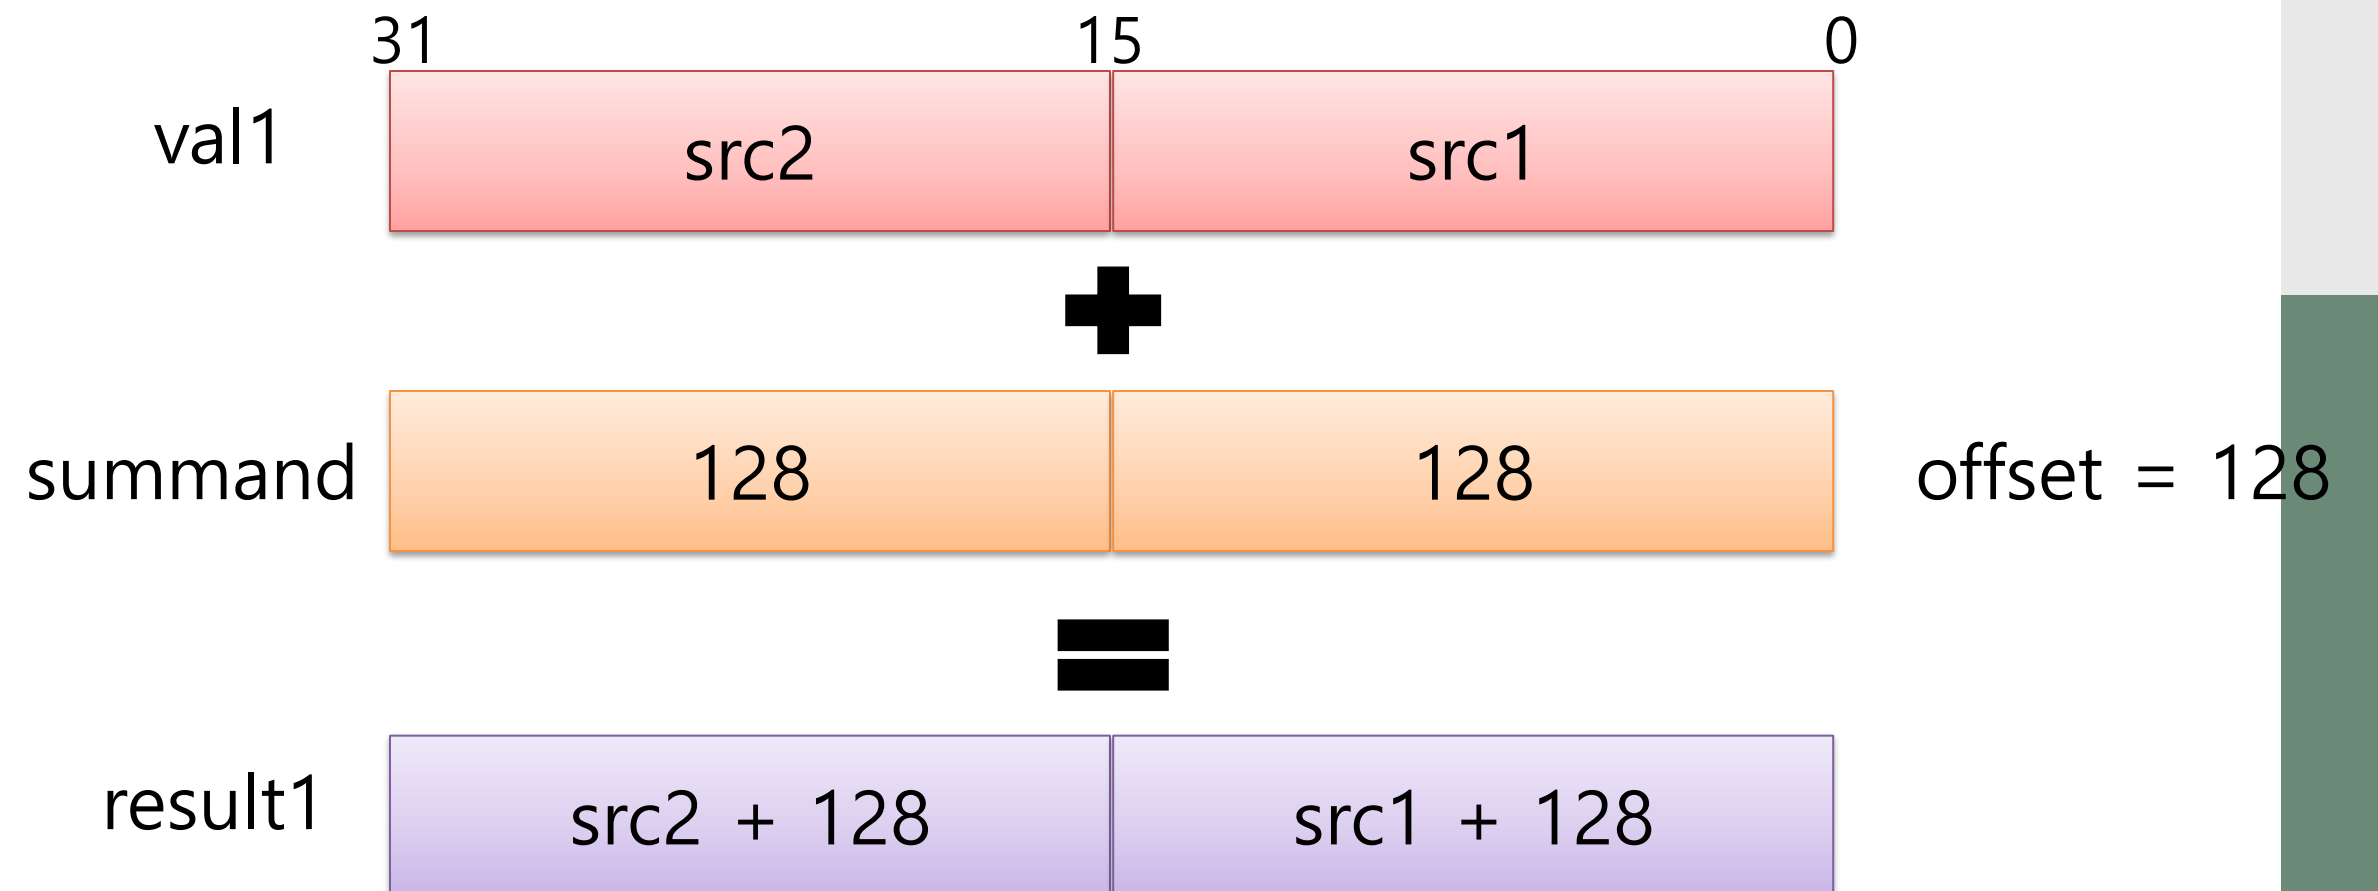 31 15 0
val1 src2 src1
summand 128 128 offset = 128
result1 src2 + 128 src1 + 128